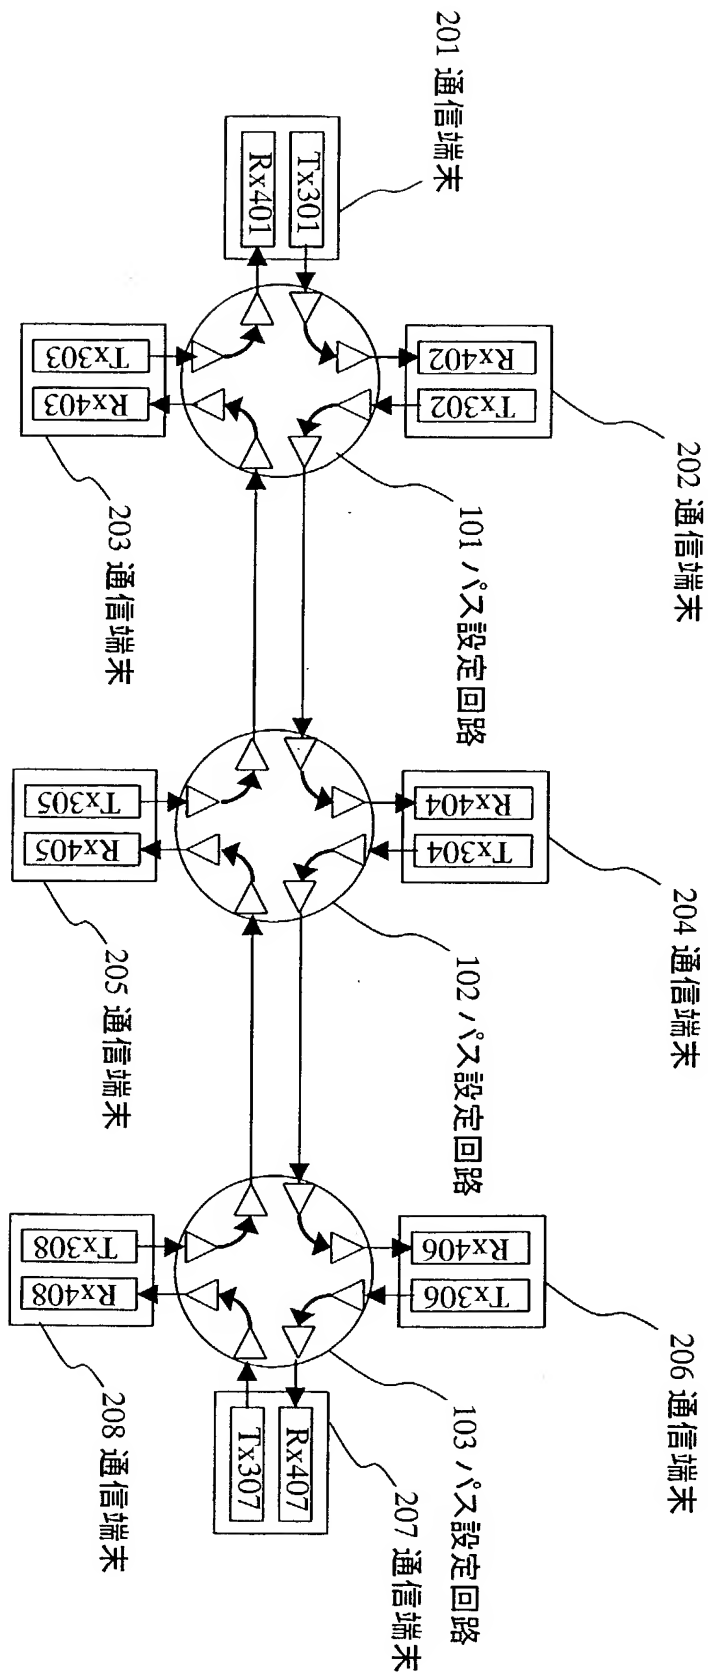 201 通信端末
Tx301
Rx401
202 通信端末
Rx402
Tx302
Tx303
Rx403
203 通信端末
101 パス設定回路
204 通信端末
Rx404
Tx304
Tx305
Rx405
205 通信端末
102 パス設定回路
206 通信端末
Rx406
Tx306
Tx308
Rx408
208 通信端末
103 パス設定回路
Rx407
Tx307
207 通信端末